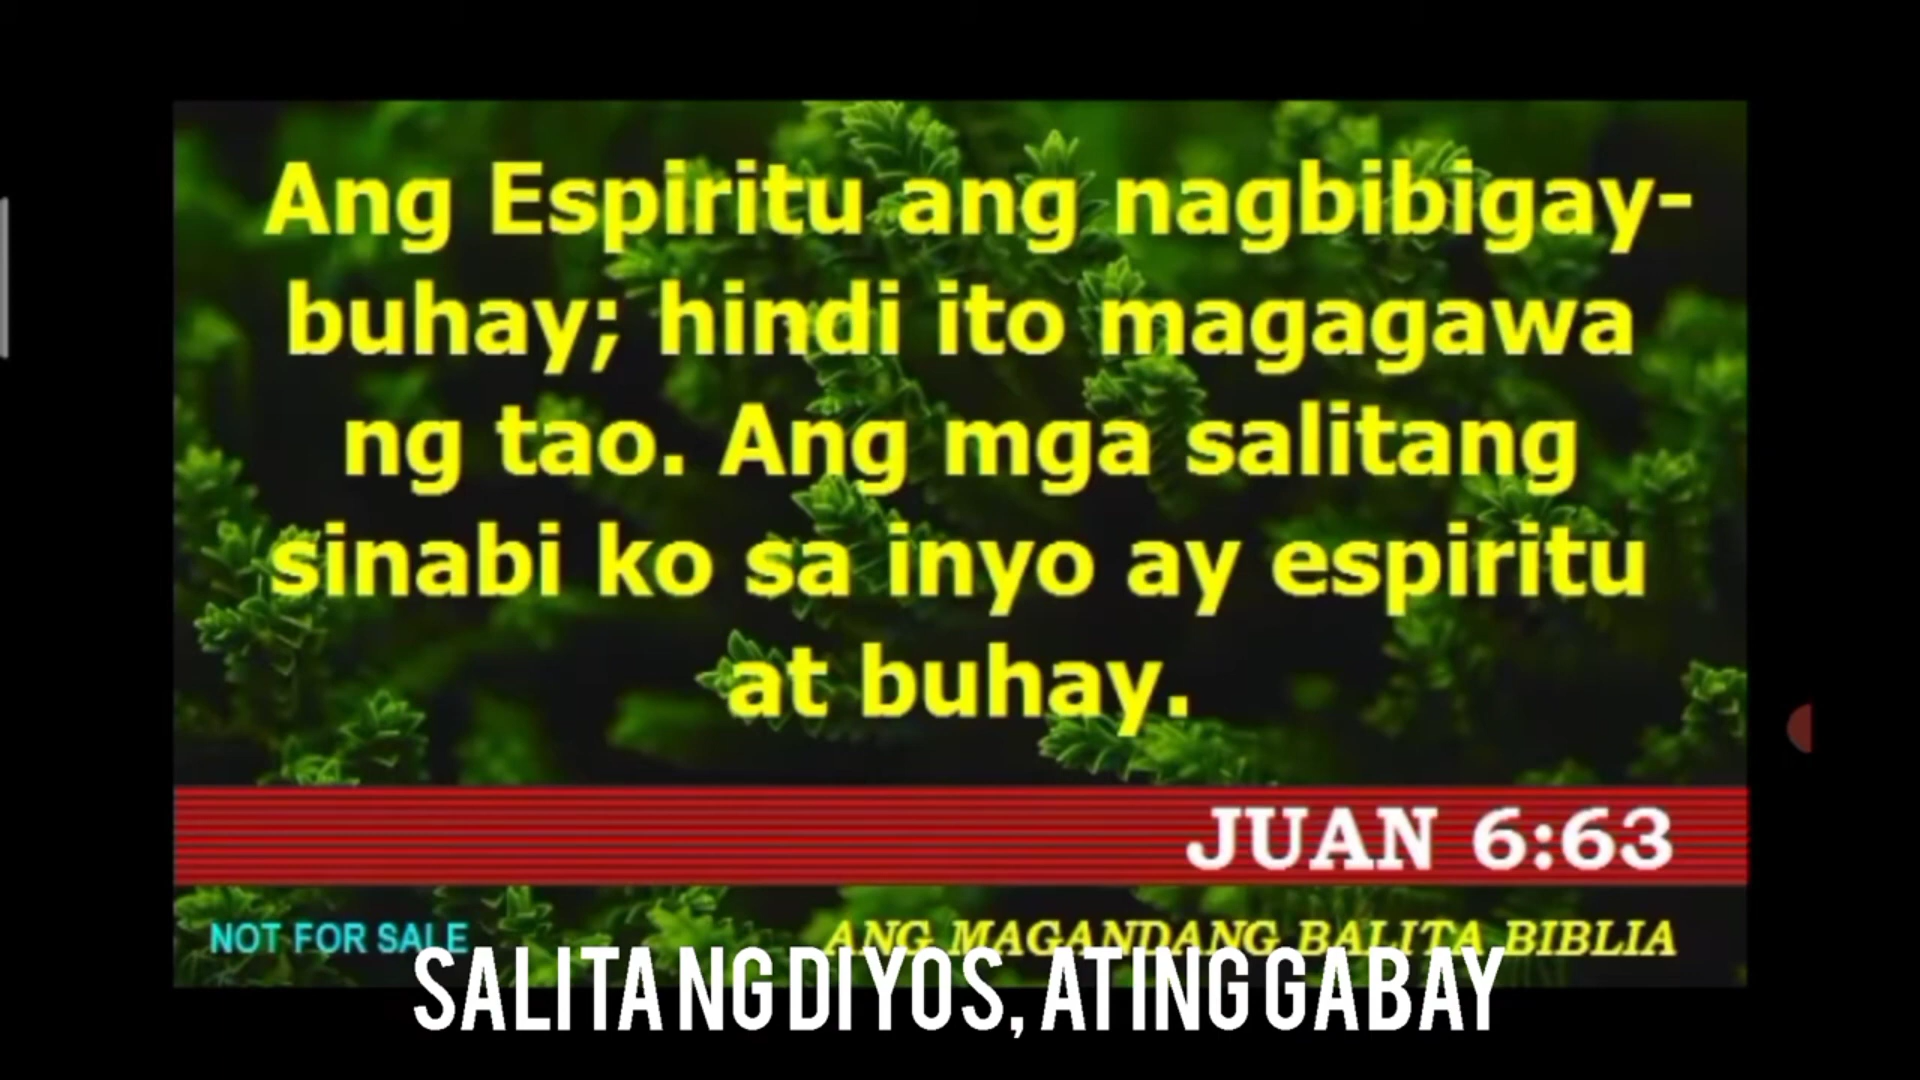 Ang Espiritu ang nagbibigay-
buhay; hindi ito magagawa
ng tao. Ang mga salitang
sinabi ko sa inyo ay espiritu
at buhay.
JUAN 6:63
NOT FOR SALE
ANG MAGANDANG BALITA BIBLIA
SALITA NG DIYOS, ATING GABAY